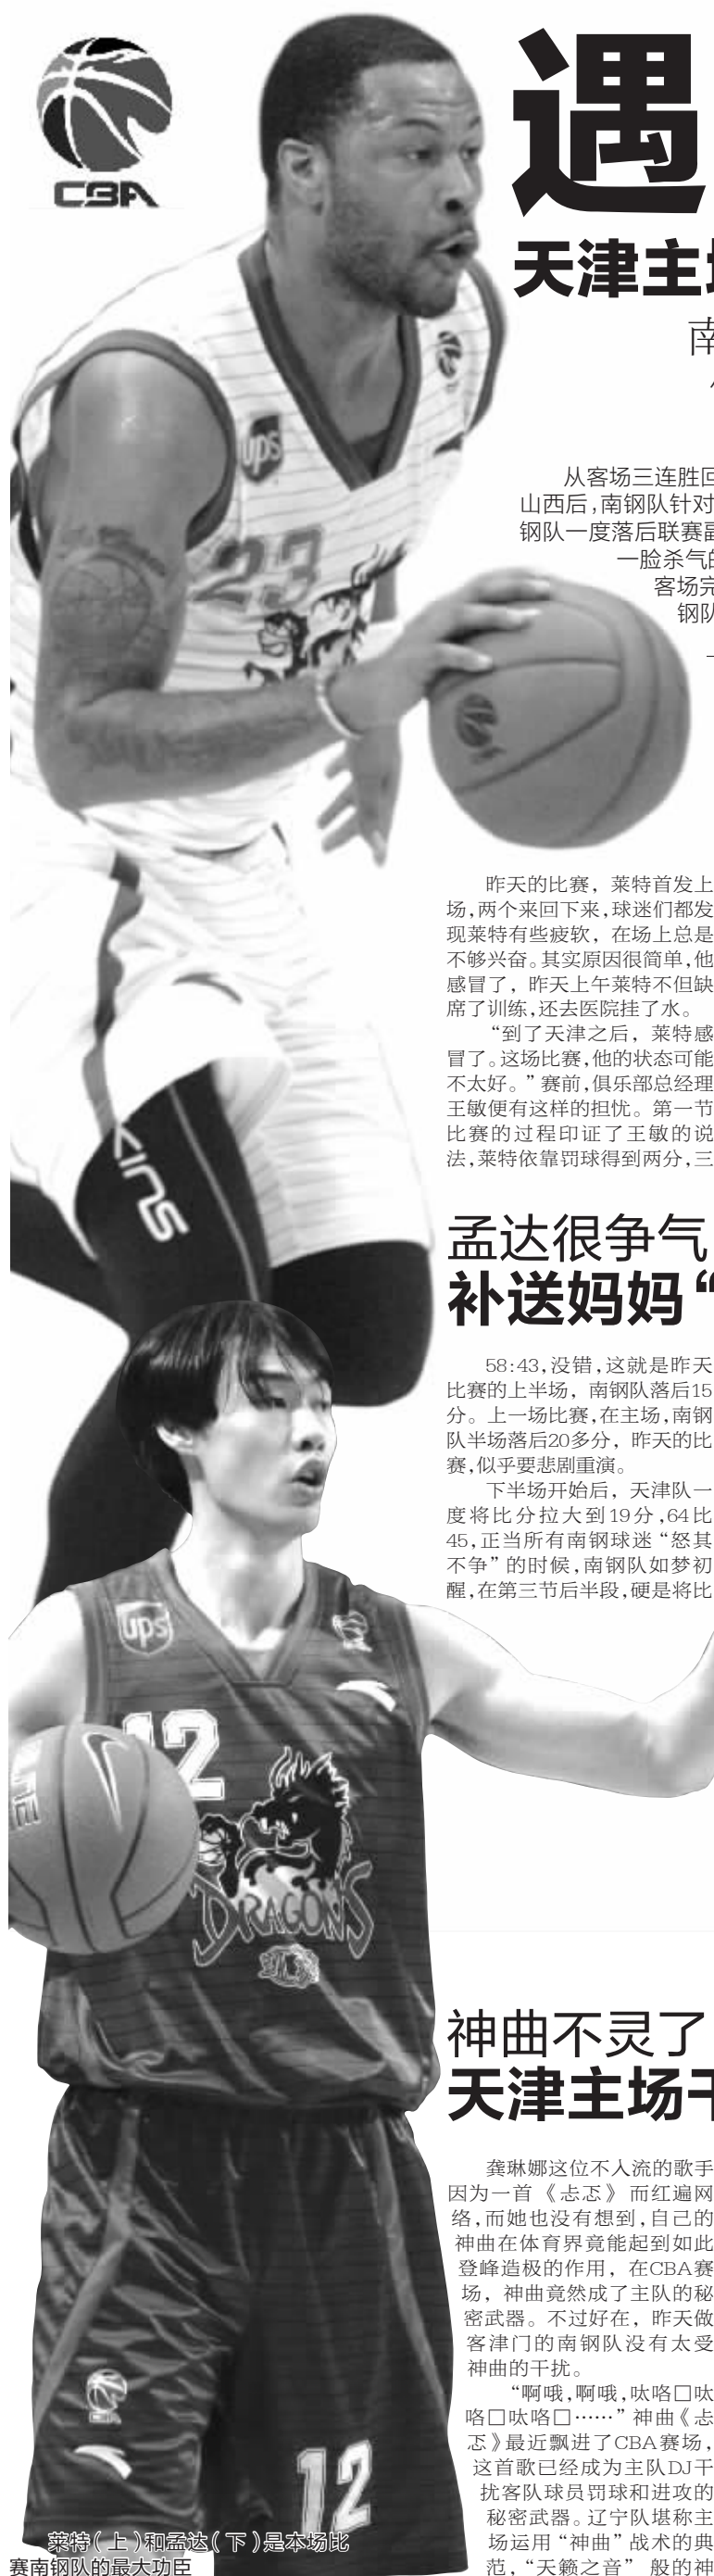 CBA
遇
天津主场
南
从客场三连胜回
山西后,南钢队针对
钢队一度落后联赛副
一脸杀气的
客场完
钢队
ups
23
昨天的比赛，莱特首发上
场,两个来回下来,球迷们都发
现莱特有些疲软，在场上总是
不够兴奋。其实原因很简单,他
感冒了，昨天上午莱特不但缺
席了训练,还去医院挂了水。
“到了天津之后，莱特感
冒了。这场比赛,他的状态可能
不太好。”赛前,俱乐部总经理
王敏便有这样的担忧。第一节
比赛的过程印证了王敏的说
法,莱特依靠罚球得到两分,三
孟达很争气
补送妈妈“
58:43,没错,这就是昨天
比赛的上半场，南钢队落后15
分。上一场比赛,在主场,南钢
队半场落后20多分，昨天的比
赛,似乎要悲剧重演。
下半场开始后，天津队一
度将比分拉大到19分,64比
45,正当所有南钢球迷“怒其
不争”的时候,南钢队如梦初
醒,在第三节后半段,硬是将比
ups
12
DRAGONS
神曲不灵了
天津主场干
龚琳娜这位不入流的歌手
因为一首《忐忑》而红遍网
络,而她也没有想到,自己的
神曲在体育界竟能起到如此
登峰造极的作用，在CBA赛
场，神曲竟然成了主队的秘
密武器。不过好在，昨天做
客津门的南钢队没有太受
神曲的干扰。
“啊哦,啊哦,呔咯□呔
咯□呔咯□……”神曲《忐
忑》最近飘进了CBA赛场，
这首歌已经成为主队DJ干
扰客队球员罚球和进攻的
秘密武器。辽宁队堪称主
场运用“神曲”战术的典
范，“天籁之音”般的神
12
莱特(上)和孟达(下)是本场比
赛南钢队的最大功臣